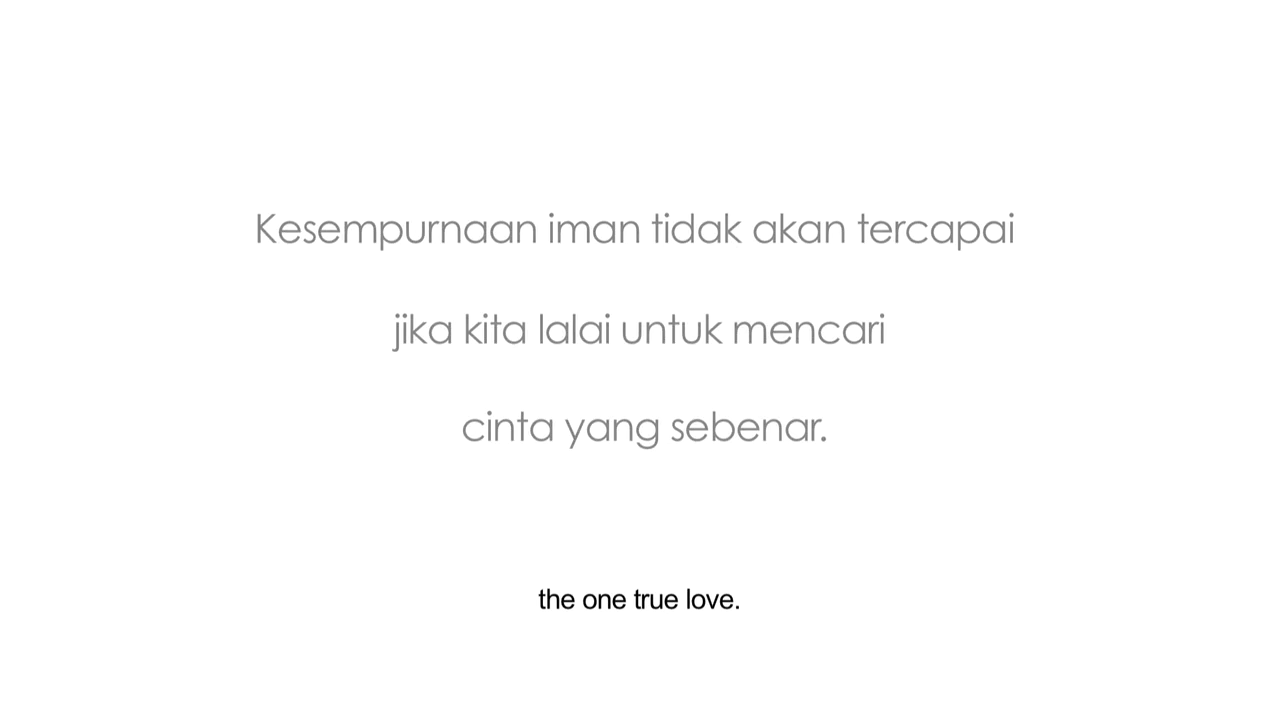 Kesempurnaan iman tidak akan tercapai
jika kita lalai untuk mencari
cinta yang sebenar.
the one true love.